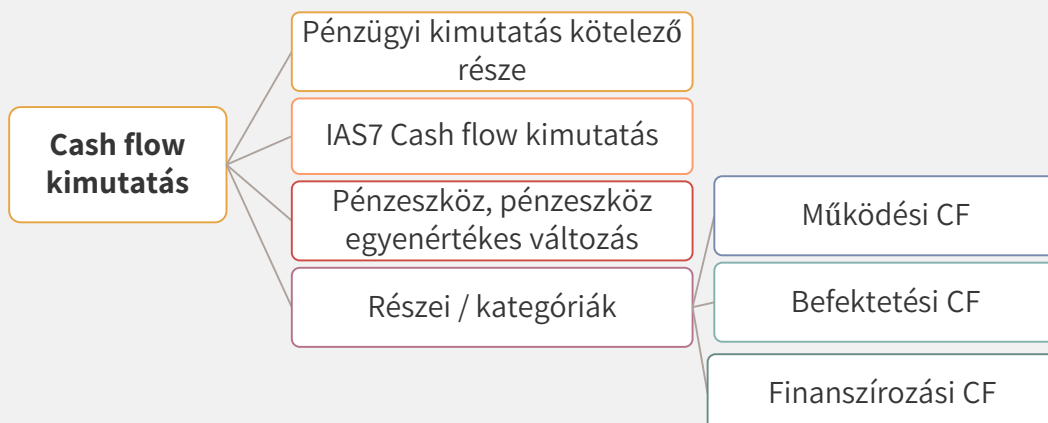 Cash flow
kimutatás
Pénzügyi kimutatás kötelező
része
IAS7 Cash flow kimutatás
Pénzeszköz, pénzeszköz
egyenértékes változás
Részei / kategóriák
Működési CF
Befektetési CF
Finanszírozási CF